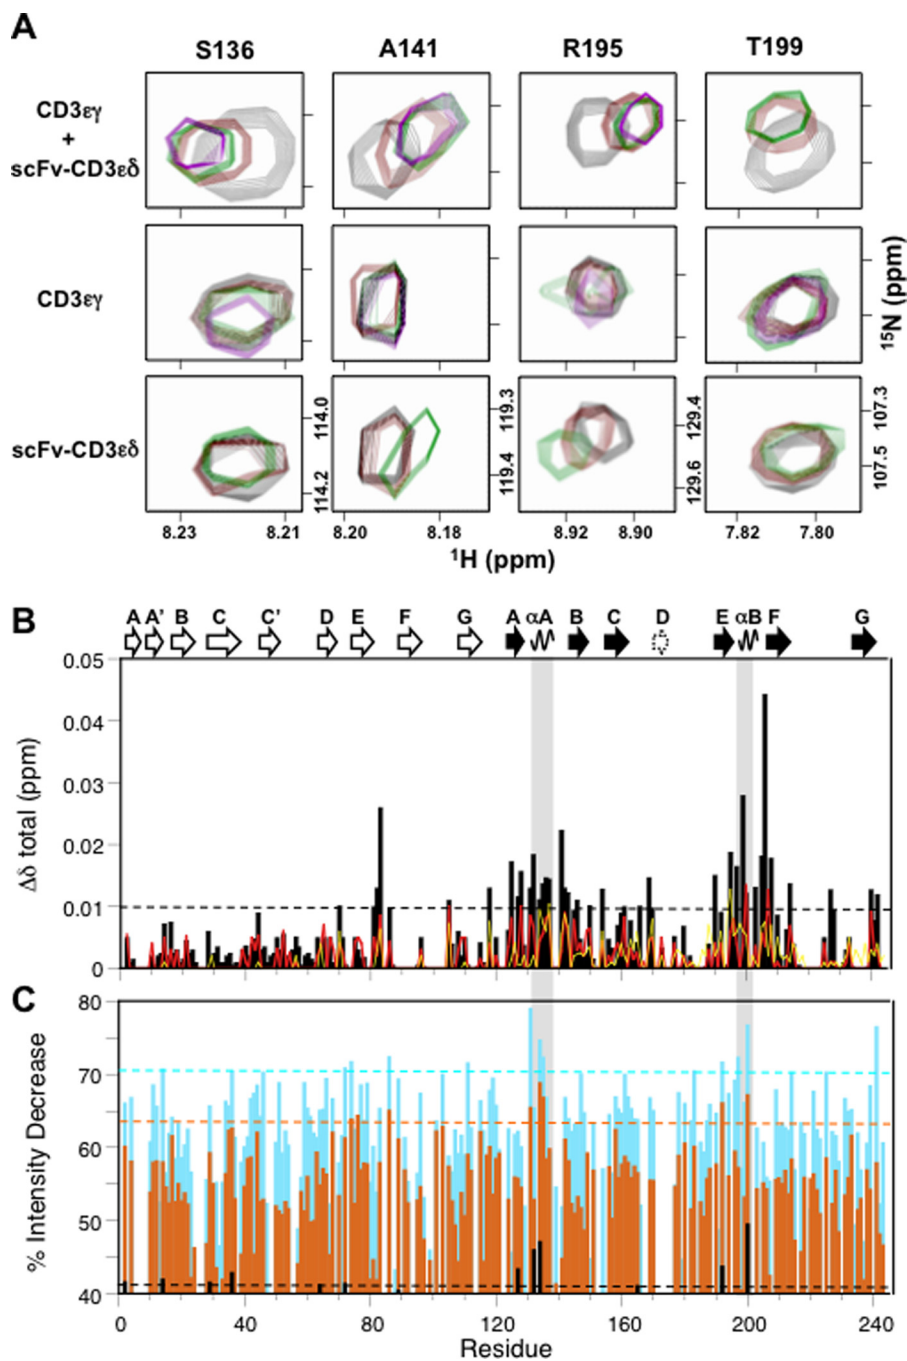 A
S136 A141 R195 T199
CD3εγ
+
scFv-CD3εδ
CD3εγ
scFv-CD3εδ
15N (ppm)
114.0
114.2
119.3
119.4
129.4
129.6
107.3
107.5
8.23 8.21 8.20 8.18 8.92 8.90 7.82 7.80
1H (ppm)
B
A A' B C C' D E F G A αA B C D E αB F G
0.05
0.04
0.03
0.02
0.01
0
Δδ total (ppm)
C
80
70
60
50
40
% Intensity Decrease
0 40 80 120 160 200 240
Residue